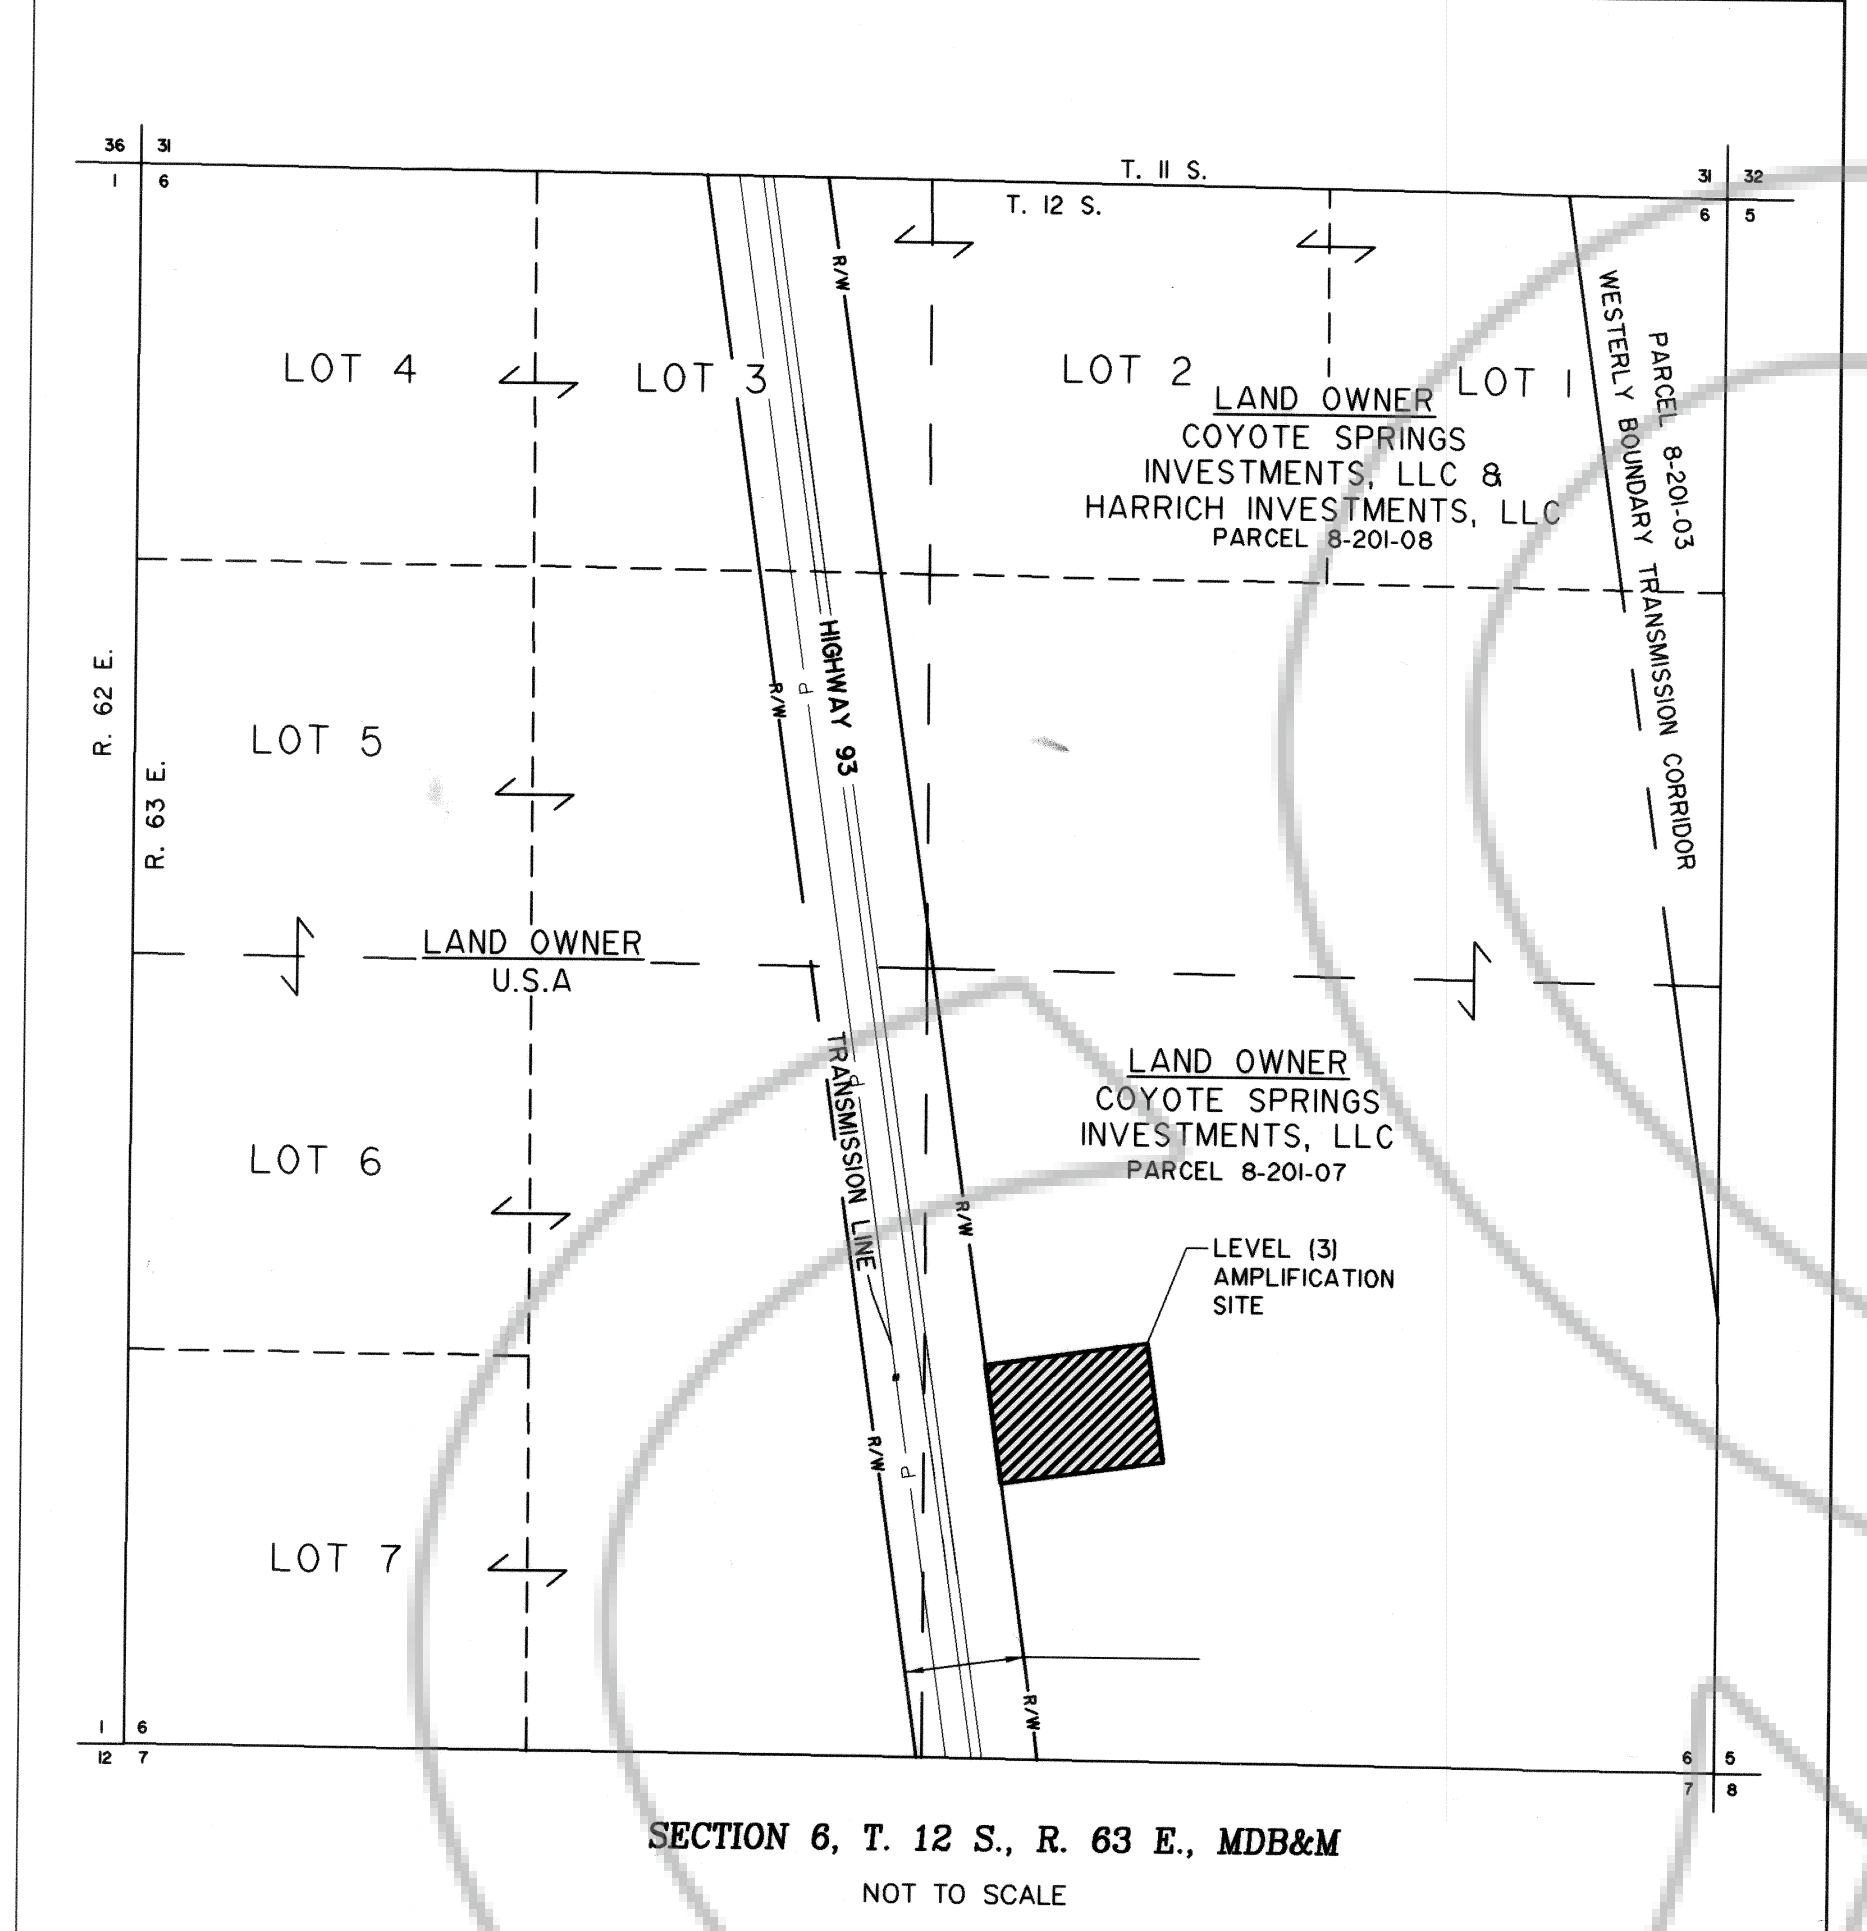 36 31
1 6
T. 11 S.
T. 12 S.
31 32
6 5
R/W
LOT 4
LOT 3
LOT 2
LOT 1
LAND OWNER
COYOTE SPRINGS
INVESTMENTS, LLC &
HARRICH INVESTMENTS, LLC
PARCEL 8-201-08
PARCEL 8-201-03
WESTERLY BOUNDARY TRANSMISSION CORRIDOR
R. 62 E.
R. 63 E.
LOT 5
R/W
P
HIGHWAY 93
LAND OWNER
U.S.A
LOT 6
TRANSMISSION LINE
P
LAND OWNER
COYOTE SPRINGS
INVESTMENTS, LLC
PARCEL 8-201-07
R/W
LEVEL (3)
AMPLIFICATION
SITE
R/W
P
LOT 7
R/W
1 6
12 7
6 5
7 8
SECTION 6, T. 12 S., R. 63 E., MDB&M
NOT TO SCALE